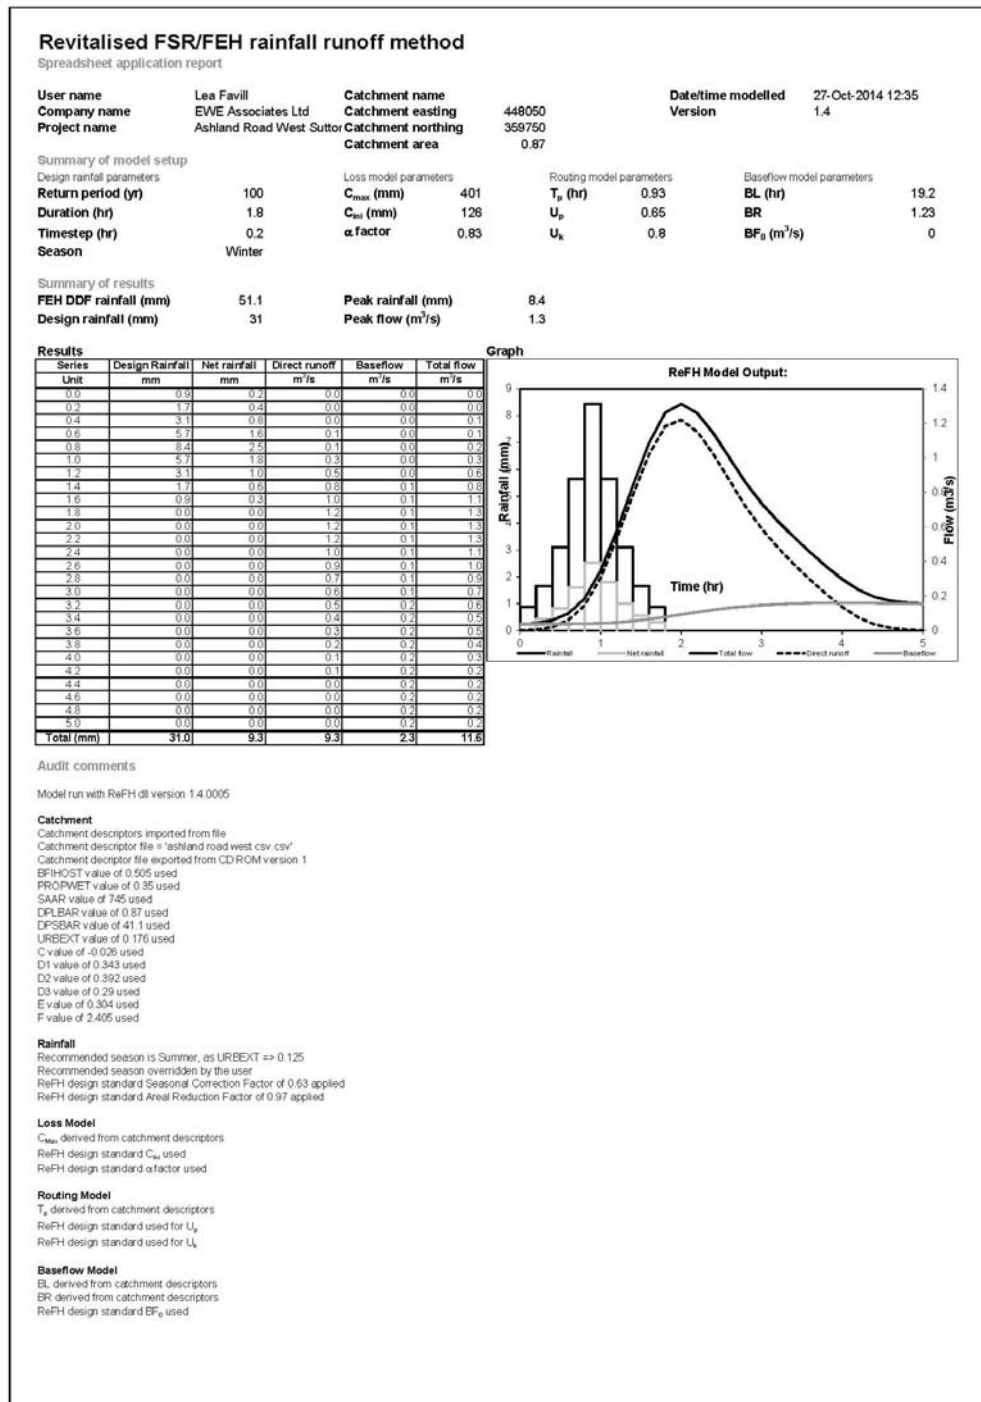 Revitalised FSR/FEH rainfall runoff method
Spreadsheet application report
User name Lea Favill Catchment name Date/time modelled 27-Oct-2014 12:35
Company name EWE Associates Ltd Catchment easting 448050 Version 1.4
Project name Ashland Road West Suttor Catchment northing 359750
Catchment area 0.87
Summary of model setup
Design rainfall parameters Loss model parameters Routing model parameters Baseflow model parameters
Return period (yr) 100 Cmax (mm) 401 Tp (hr) 0.93 BL (hr) 19.2
Duration (hr) 1.8 Cini (mm) 126 Up 0.65 BR 1.23
Timestep (hr) 0.2 α factor 0.83 Uk 0.8 BF0 (m³/s) 0
Season Winter
Summary of results
FEH DDF rainfall (mm) 51.1 Peak rainfall (mm) 8.4
Design rainfall (mm) 31 Peak flow (m³/s) 1.3
Results
Series Design Rainfall Net rainfall Direct runoff Baseflow Total flow
Unit mm mm m³/s m³/s m³/s
0.0 0.9 0.2 0.0 0.0 0.0
0.2 1.7 0.4 0.0 0.0 0.0
0.4 3.1 0.8 0.0 0.0 0.1
0.6 5.7 1.6 0.1 0.0 0.1
0.8 8.4 2.5 0.1 0.0 0.2
1.0 5.7 1.8 0.3 0.0 0.3
1.2 3.1 1.0 0.5 0.0 0.6
1.4 1.7 0.6 0.8 0.1 0.8
1.6 0.9 0.3 1.0 0.1 1.1
1.8 0.0 0.0 1.2 0.1 1.3
2.0 0.0 0.0 1.2 0.1 1.3
2.2 0.0 0.0 1.2 0.1 1.3
2.4 0.0 0.0 1.0 0.1 1.1
2.6 0.0 0.0 0.9 0.1 1.0
2.8 0.0 0.0 0.7 0.1 0.9
3.0 0.0 0.0 0.6 0.1 0.7
3.2 0.0 0.0 0.5 0.2 0.6
3.4 0.0 0.0 0.4 0.2 0.5
3.6 0.0 0.0 0.3 0.2 0.5
3.8 0.0 0.0 0.2 0.2 0.4
4.0 0.0 0.0 0.1 0.2 0.3
4.2 0.0 0.0 0.1 0.2 0.2
4.4 0.0 0.0 0.0 0.2 0.2
4.6 0.0 0.0 0.0 0.2 0.2
4.8 0.0 0.0 0.0 0.2 0.2
5.0 0.0 0.0 0.0 0.2 0.2
Total (mm) 31.0 9.3 9.3 2.3 11.6
Graph
ReFH Model Output:
9
8
7
6
5
4
3
2
1
0
Rainfall (mm)
1.4
1.2
1
0.8
0.6
0.4
0.2
0
Flow (m3/s)
Time (hr)
0 1 2 3 4 5
Rainfall Net rainfall Total flow Direct runoff Baseflow
Audit comments
Model run with ReFH dll version 1.4.0005
Catchment
Catchment descriptors imported from file
Catchment descriptor file = 'ashland road west csv.csv'
Catchment decriptor file exported from CD ROM version 1
BFIHOST value of 0.505 used
PROPWET value of 0.35 used
SAAR value of 745 used
DPLBAR value of 0.87 used
DPSBAR value of 41.1 used
URBEXT value of 0.176 used
C value of -0.026 used
D1 value of 0.343 used
D2 value of 0.392 used
D3 value of 0.29 used
E value of 0.304 used
F value of 2.405 used
Rainfall
Recommended season is Summer, as URBEXT => 0.125
Recommended season overridden by the user
ReFH design standard Seasonal Correction Factor of 0.63 applied
ReFH design standard Areal Reduction Factor of 0.97 applied
Loss Model
CMax derived from catchment descriptors
ReFH design standard Cini used
ReFH design standard α factor used
Routing Model
Tp derived from catchment descriptors
ReFH design standard used for Up
ReFH design standard used for Uk
Baseflow Model
BL derived from catchment descriptors
BR derived from catchment descriptors
ReFH design standard BF0 used